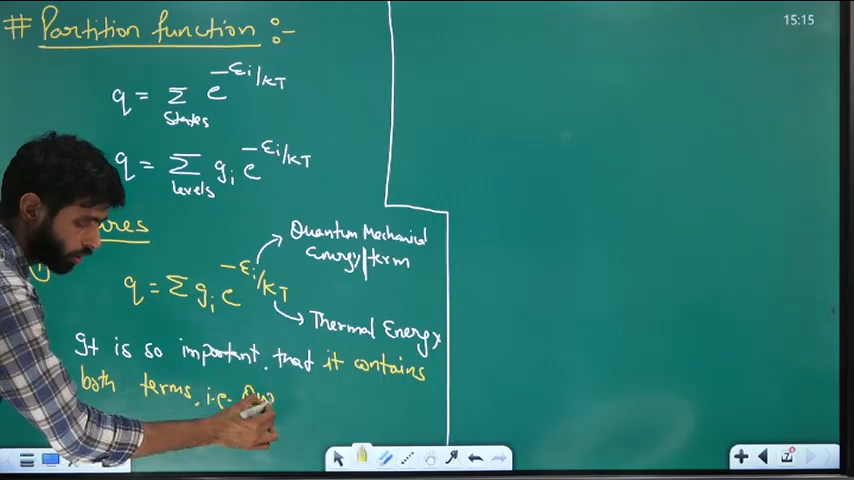 # Partition function :-
15:15
q = Σ e^-εi/KT
States
q = Σ gi e^-εi/KT
levels
q = Σ gi e^-εi/KT
Quantum Mechanical
Energy/term
Thermal Energy
It is so important, that it contains
both terms, i.e.